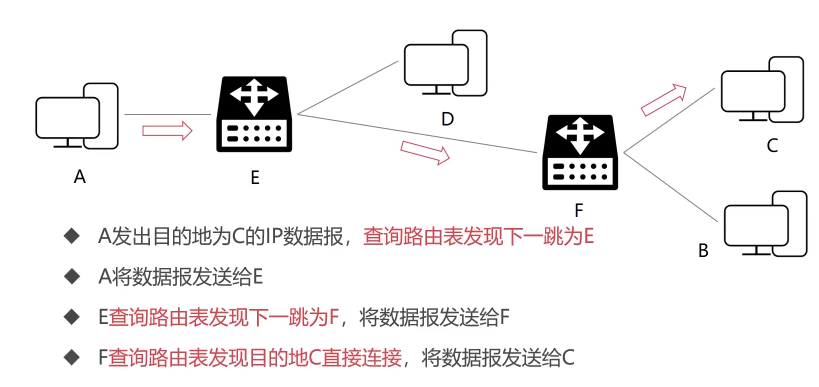 D
C
A
E
F
B
◆ A发出目的地为C的IP数据报，查询路由表发现下一跳为E
◆ A将数据报发送给E
◆ E查询路由表发现下一跳为F，将数据报发送给F
◆ F查询路由表发现目的地C直接连接，将数据报发送给C